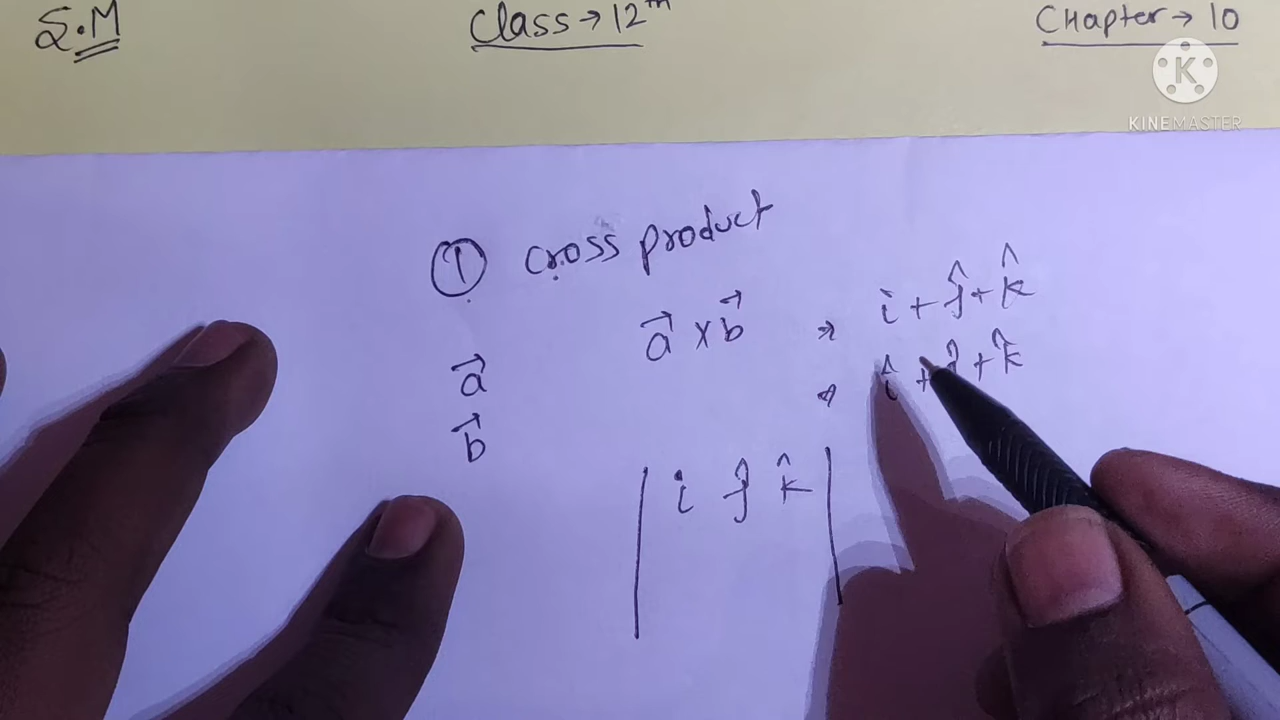 S.M Class→12th Chapter→10
KINEMASTER
① cross product
a⃗ × b⃗ → i + ĵ + k̂
a⃗ → î + ĵ + k̂
b⃗
| i ĵ k̂ |